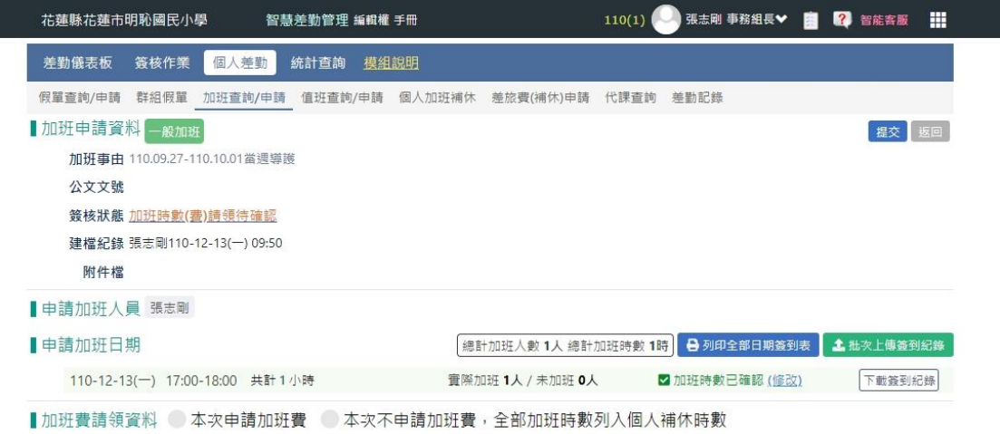 花蓮縣花蓮市明恥國民小學 智慧差勤管理 編輯權 手冊 110(1) 張志剛 事務組長 智能客服
差勤儀表板 簽核作業 個人差勤 統計查詢 模組說明
假單查詢/申請 群組假單 加班查詢/申請 值班查詢/申請 個人加班補休 差旅費(補休)申請 代課查詢 差勤記錄
加班申請資料 一般加班 提交 返回
加班事由 110.09.27-110.10.01當週導護
公文文號
簽核狀態 加班時數(費)請領待確認
建檔紀錄 張志剛110-12-13(一) 09:50
附件檔
申請加班人員 張志剛
申請加班日期 總計加班人數 1人 總計加班時數 1時 列印全部日期簽到表 批次上傳簽到紀錄
110-12-13(一) 17:00-18:00 共計 1 小時 實際加班 1人 / 未加班 0人 加班時數已確認 (修改) 下載簽到紀錄
加班費請領資料 本次申請加班費 本次不申請加班費，全部加班時數列入個人補休時數